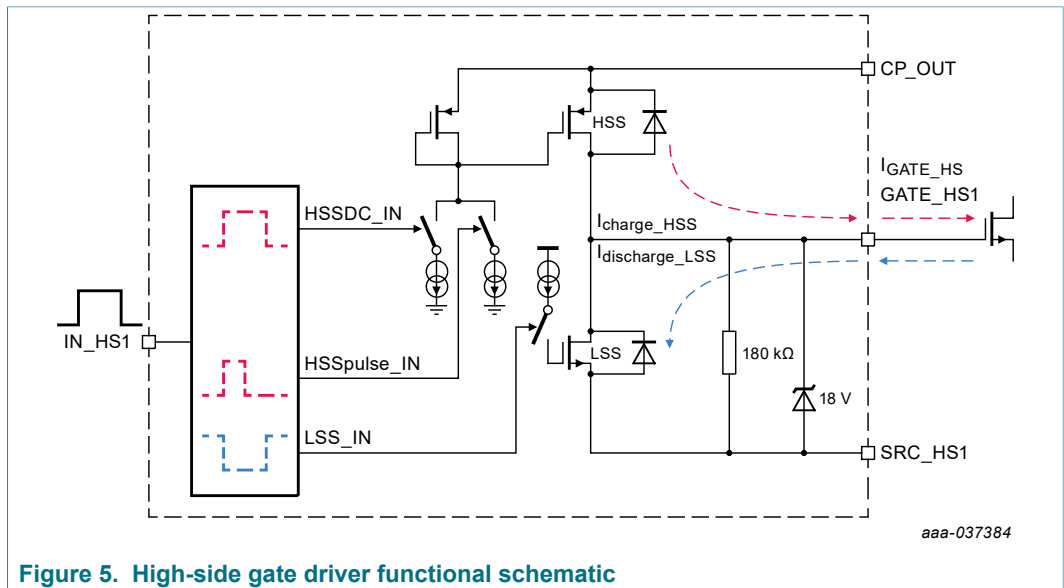 CP_OUT
HSS
I_GATE_HS
GATE_HS1
HSSDC_IN
I_charge_HSS
I_discharge_LSS
IN_HS1
HSSpulse_IN
LSS
180 kΩ
18 V
LSS_IN
SRC_HS1
aaa-037384
Figure 5. High-side gate driver functional schematic